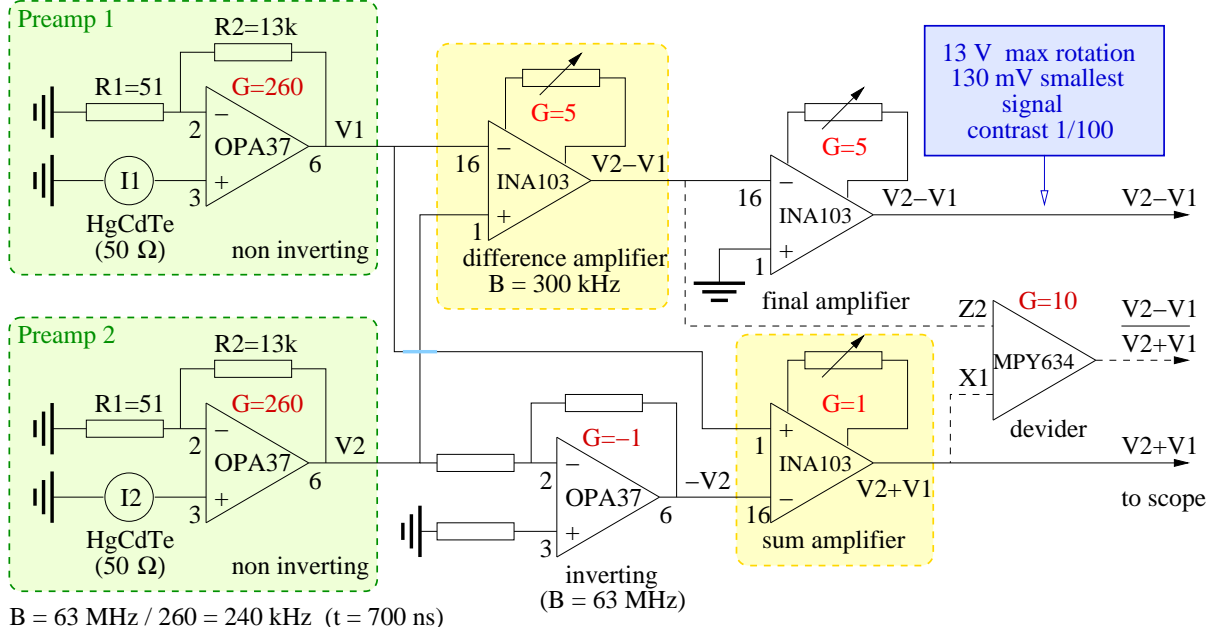 Preamp 1
R2=13k
R1=51
G=260
2
−
OPA37
V1
6
I1
+
3
HgCdTe
(50 Ω)
non inverting
G=5
−
16
INA103
V2−V1
+
1
difference amplifier
B = 300 kHz
G=5
−
16
INA103
V2−V1
+
1
final amplifier
13 V max rotation
130 mV smallest
signal
contrast 1/100
V2−V1
Preamp 2
R2=13k
R1=51
G=260
2
−
OPA37
V2
6
I2
+
3
HgCdTe
(50 Ω)
non inverting
G=−1
−
2
OPA37
−V2
6
+
3
inverting
(B = 63 MHz)
G=1
+
1
INA103
V2+V1
−
16
sum amplifier
G=10
Z2
MPY634
X1
devider
V2−V1
V2+V1
V2+V1
to scope
B = 63 MHz / 260 = 240 kHz (t = 700 ns)